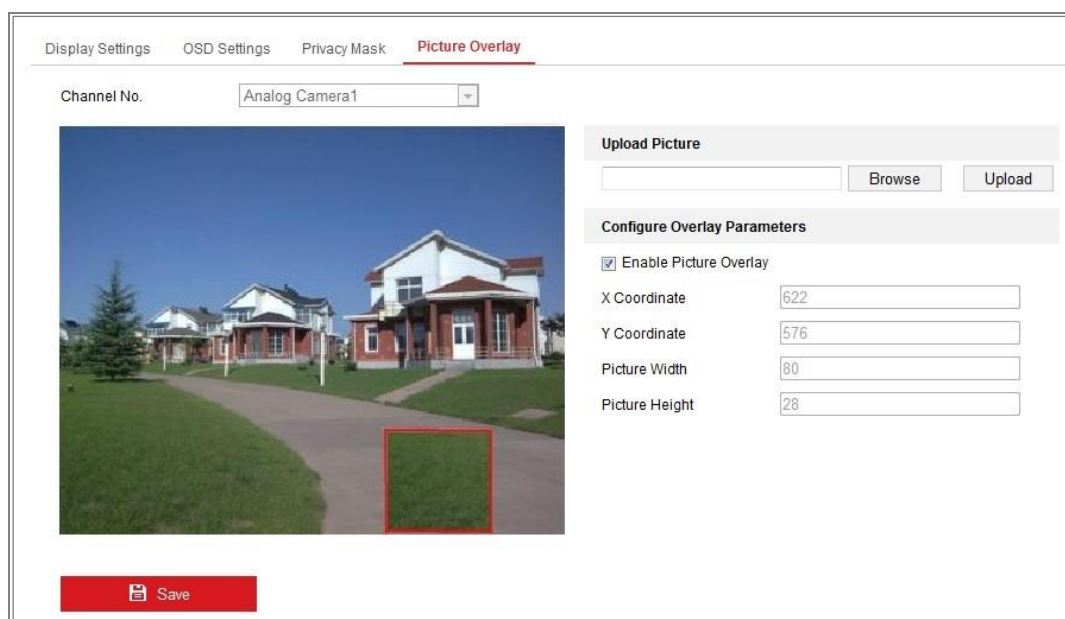 Display Settings OSD Settings Privacy Mask Picture Overlay
Channel No. Analog Camera1
Upload Picture
Browse Upload
Configure Overlay Parameters
Enable Picture Overlay
X Coordinate 622
Y Coordinate 576
Picture Width 80
Picture Height 28
Save